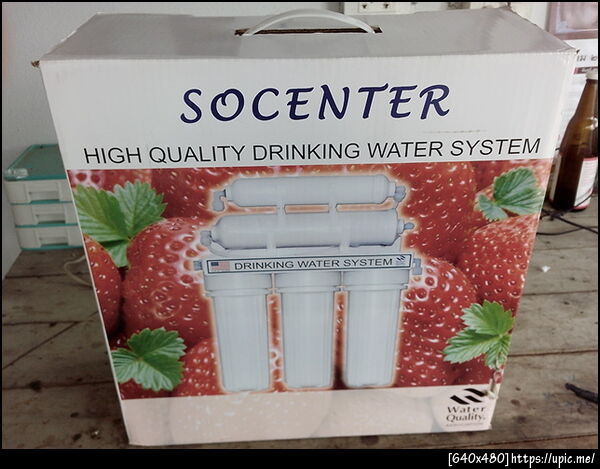 SOCENTER
HIGH QUALITY DRINKING WATER SYSTEM
DRINKING WATER SYSTEM
Water
Quality
[640x480]https://upic.me/